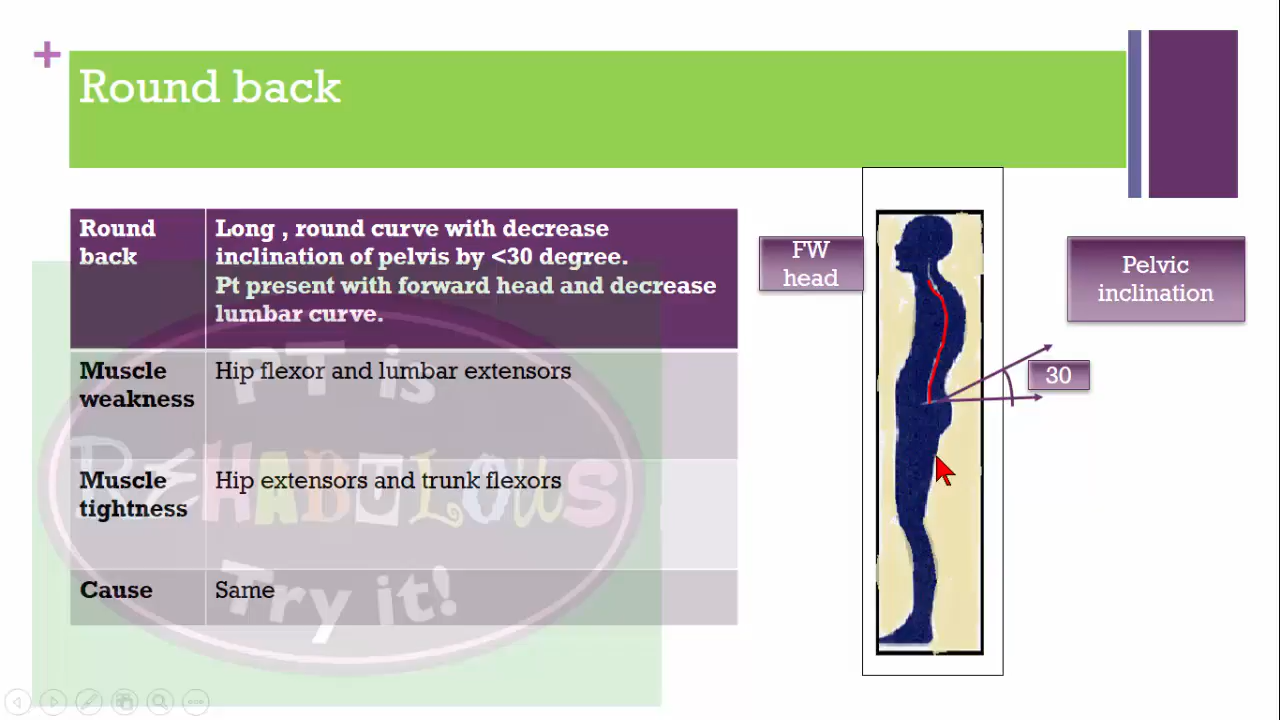 +
Round back
Round
back
Long , round curve with decrease
inclination of pelvis by <30 degree.
Pt present with forward head and decrease
lumbar curve.
Muscle
weakness
Hip flexor and lumbar extensors
Muscle
tightness
Hip extensors and trunk flexors
Cause
Same
PT is
REHABULOUS
Try it!
FW
head
Pelvic
inclination
30